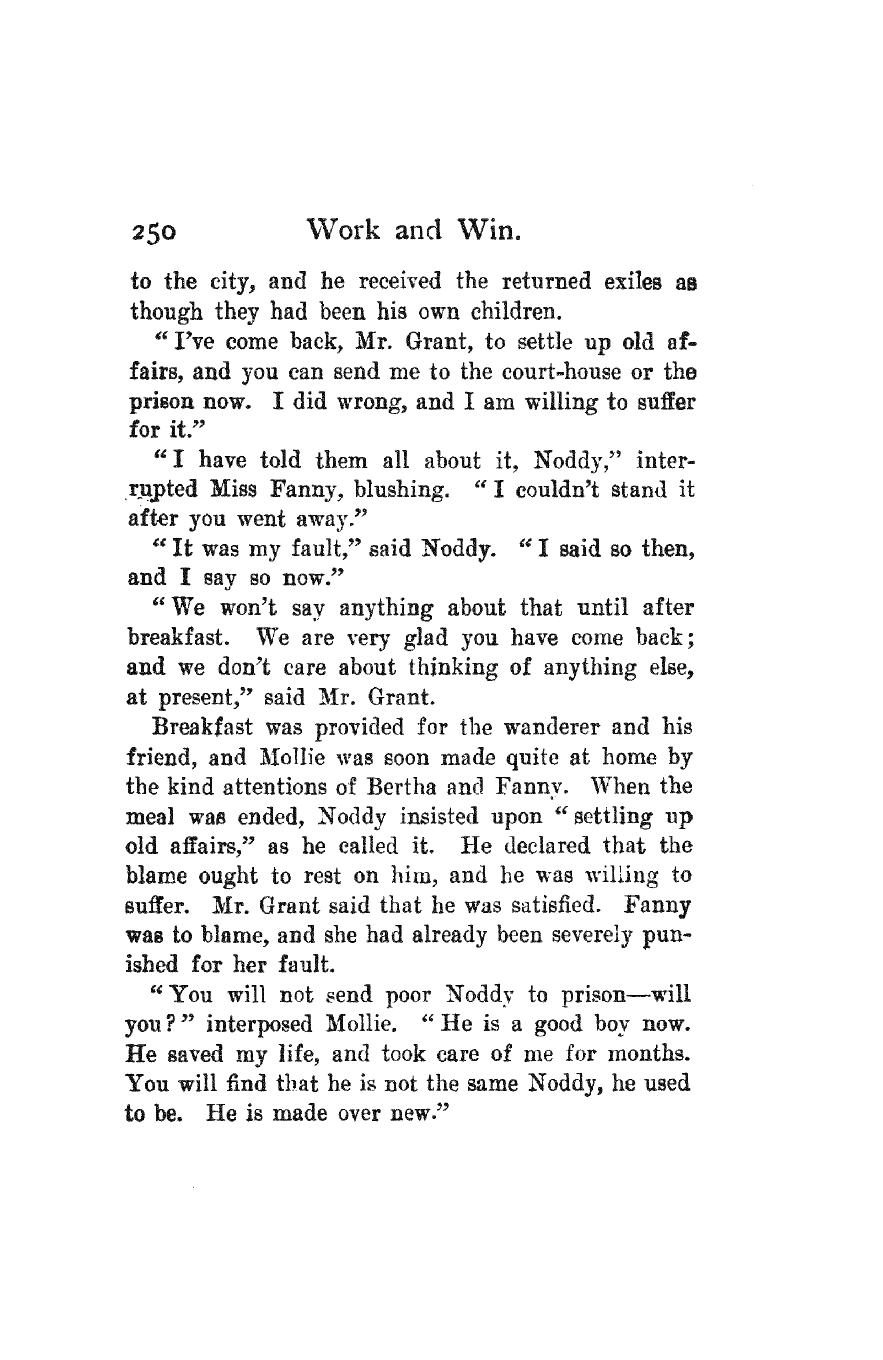 250 Work and Win.
to the city, and he received the returned exiles as
though they had been his own children.
“I’ve come back, Mr. Grant, to settle up old af-
fairs, and you can send me to the court-house or the
prison now. I did wrong, and I am willing to suffer
for it.”
“I have told them all about it, Noddy,” inter-
rupted Miss Fanny, blushing. “I couldn’t stand it
after you went away.”
“It was my fault,” said Noddy. “I said so then,
and I say so now.”
“We won’t say anything about that until after
breakfast. We are very glad you have come back;
and we don’t care about thinking of anything else,
at present,” said Mr. Grant.
Breakfast was provided for the wanderer and his
friend, and Mollie was soon made quite at home by
the kind attentions of Bertha and Fanny. When the
meal was ended, Noddy insisted upon “settling up
old affairs,” as he called it. He declared that the
blame ought to rest on him, and he was willing to
suffer. Mr. Grant said that he was satisfied. Fanny
was to blame, and she had already been severely pun-
ished for her fault.
“You will not send poor Noddy to prison—will
you?” interposed Mollie. “He is a good boy now.
He saved my life, and took care of me for months.
You will find that he is not the same Noddy, he used
to be. He is made over new.”